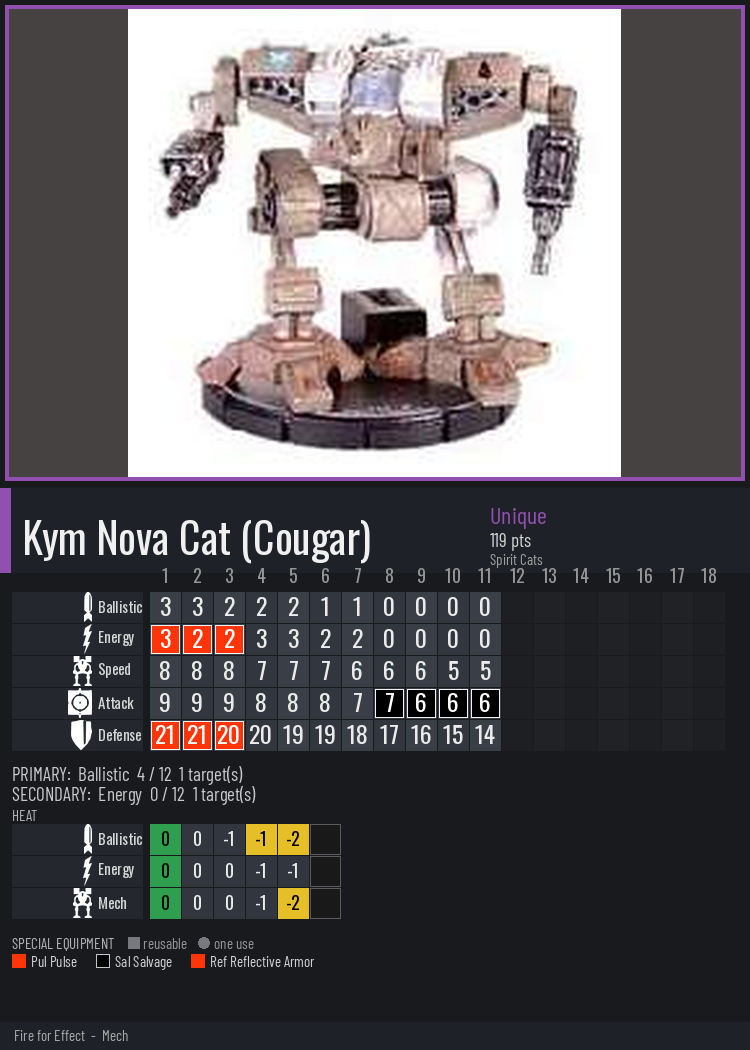 Kym Nova Cat (Cougar)
Unique
119 pts
Spirit Cats
1 2 3 4 5 6 7 8 9 10 11 12 13 14 15 16 17 18
Ballistic 3 3 2 2 2 1 1 0 0 0 0
Energy 3 2 2 3 3 2 2 0 0 0 0
Speed 8 8 8 7 7 7 6 6 6 5 5
Attack 9 9 9 8 8 8 7 7 6 6 6
Defense 21 21 20 20 19 19 18 17 16 15 14
PRIMARY: Ballistic 4 / 12 1 target(s)
SECONDARY: Energy 0 / 12 1 target(s)
HEAT
Ballistic 0 0 -1 -1 -2
Energy 0 0 0 -1 -1
Mech 0 0 0 -1 -2
SPECIAL EQUIPMENT reusable one use
Pul Pulse Sal Salvage Ref Reflective Armor
Fire for Effect - Mech